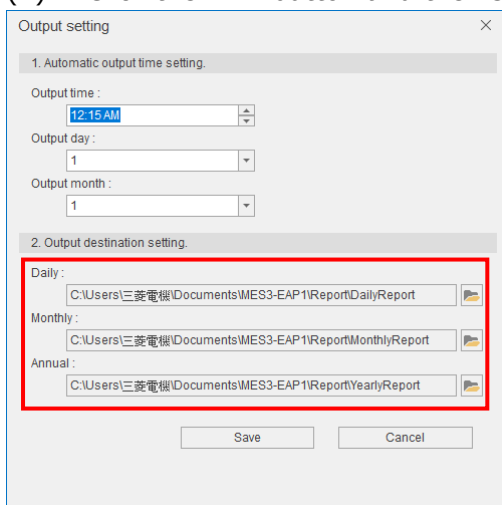 Output setting
1. Automatic output time setting.
Output time :
12:15 AM
Output day :
1
Output month :
1
2. Output destination setting.
Daily :
C:\Users\三菱電機\Documents\MES3-EAP1\Report\DailyReport
Monthly :
C:\Users\三菱電機\Documents\MES3-EAP1\Report\MonthlyReport
Annual :
C:\Users\三菱電機\Documents\MES3-EAP1\Report\YearlyReport
Save Cancel